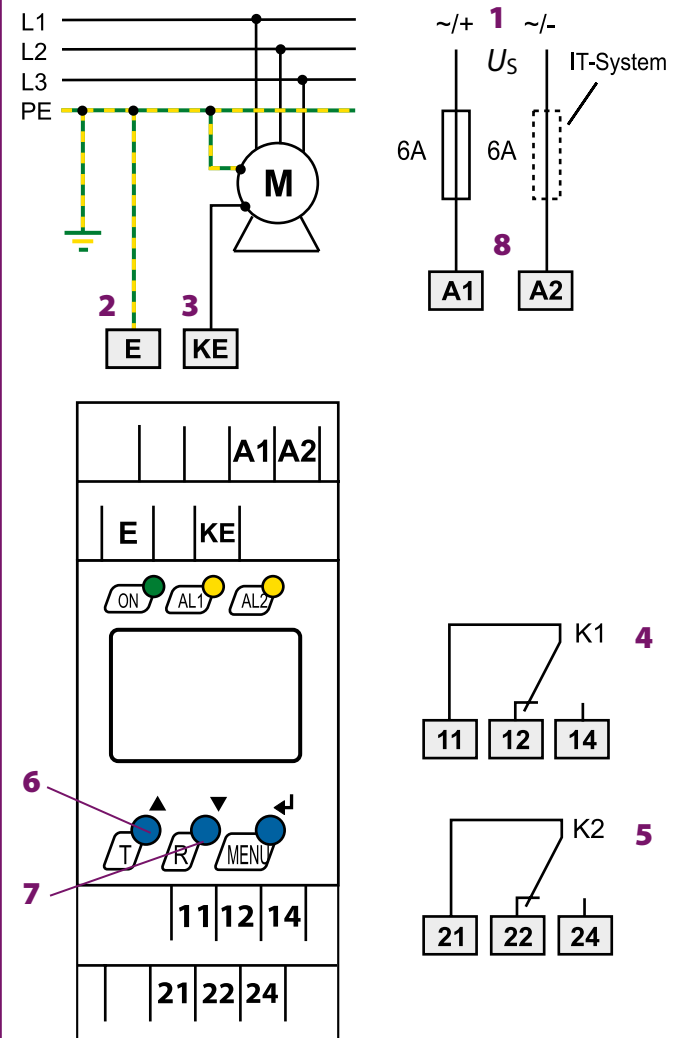 L1
L2
L3
PE
M
2
3
E
KE
~/+ 1 ~/-
US
IT-System
6A
6A
8
A1
A2
A1 A2
E KE
ON AL1 AL2
6
▲ ▼ ↲
T R MENU
7
11 12 14
21 22 24
K1 4
11 12 14
K2 5
21 22 24